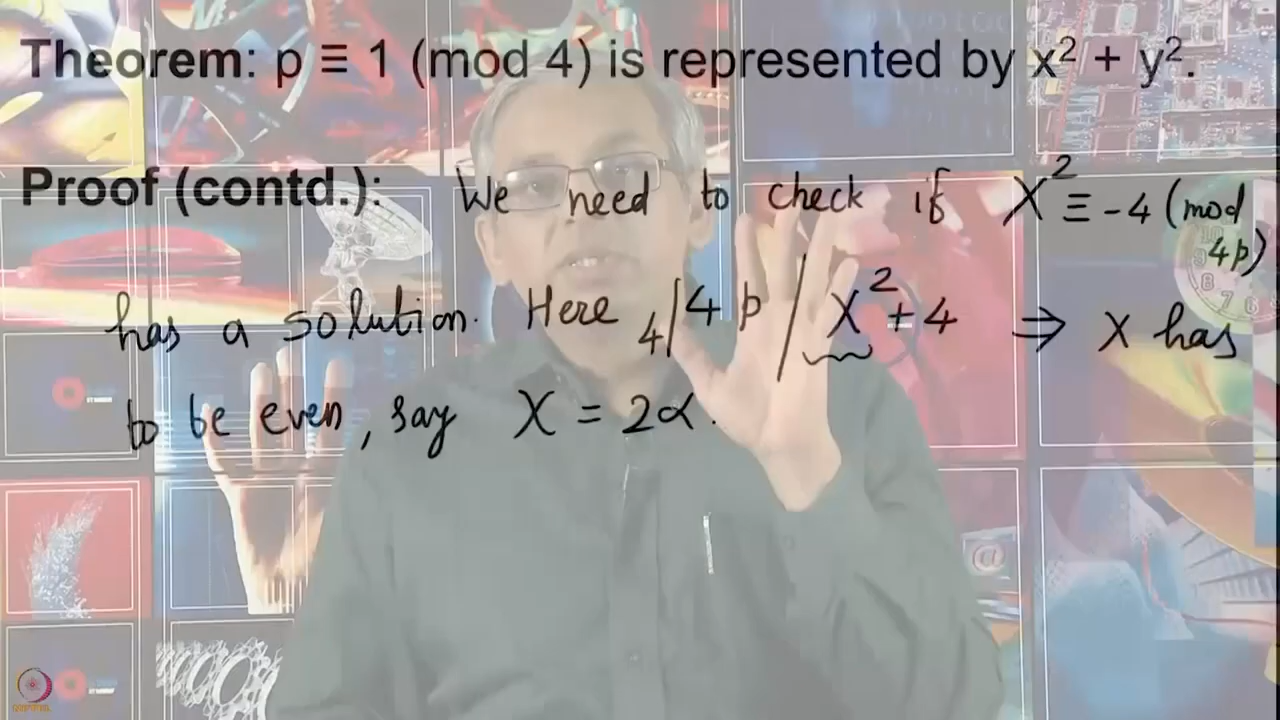 Theorem: p ≡ 1 (mod 4) is represented by x² + y².
Proof (contd.): We need to check if X² ≡ -4 (mod 4p)
has a solution. Here 4 | 4p / X² + 4 ⇒ X has
to be even, say X = 2α.